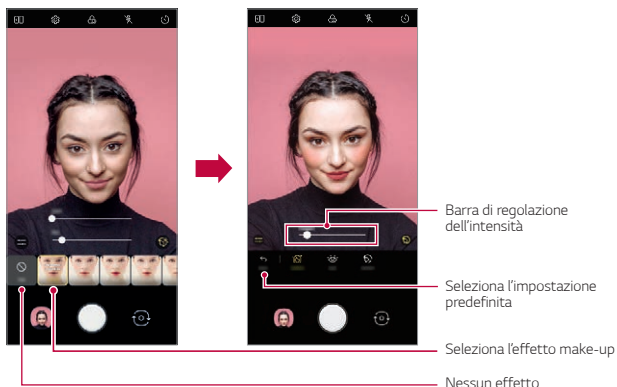 Barra di regolazione
dell'intensità
Seleziona l'impostazione
predefinita
Seleziona l'effetto make-up
Nessun effetto